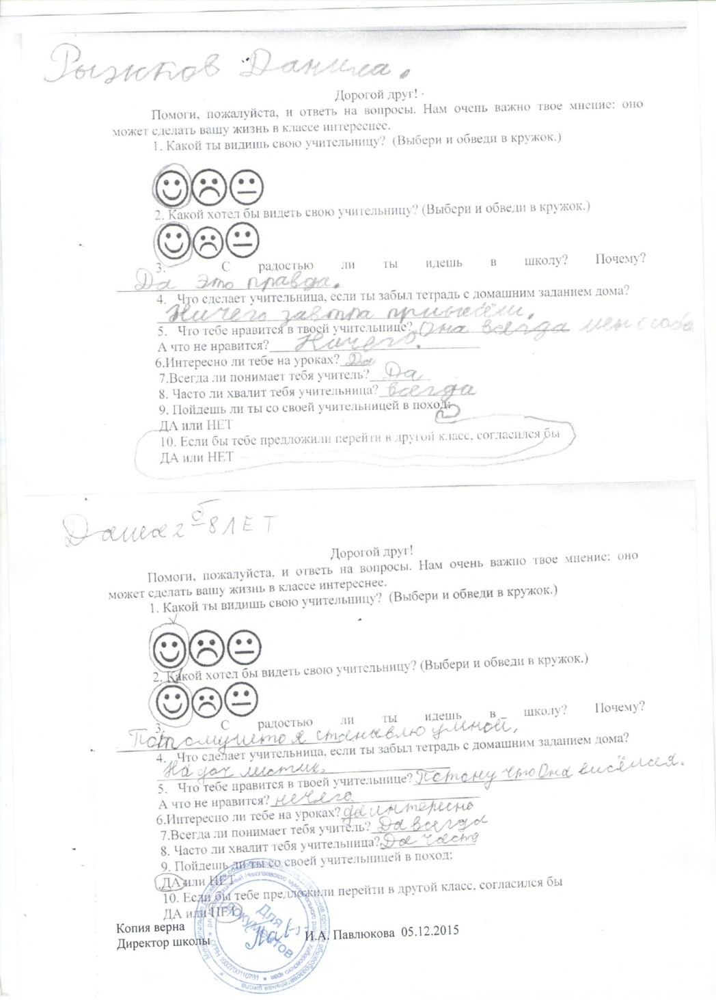 Рыжков Данила.
Дорогой друг!
Помоги, пожалуйста, и ответь на вопросы. Нам очень важно твое мнение: оно
может сделать вашу жизнь в классе интереснее.
1. Какой ты видишь свою учительницу? (Выбери и обведи в кружок.)
2. Какой хотел бы видеть свою учительницу? (Выбери и обведи в кружок.)
3. С радостью ли ты идешь в школу? Почему?
Да это правда.
4. Что сделает учительница, если ты забыл тетрадь с домашним заданием дома?
Ничего завтра
5. Что тебе нравится в твоей учительнице? Она всегда
А что не нравится? Ничего.
6.Интересно ли тебе на уроках? Да
7.Всегда ли понимает тебя учитель? Да
8. Часто ли хвалит тебя учительница? всегда
9. Пойдешь ли ты со своей учительницей в поход:
ДА или НЕТ
10. Если бы тебе предложили перейти в другой класс, согласился бы
ДА или НЕТ
Даша 2 б 8 ЛЕТ
Дорогой друг!
Помоги, пожалуйста, и ответь на вопросы. Нам очень важно твое мнение: оно
может сделать вашу жизнь в классе интереснее.
1. Какой ты видишь свою учительницу? (Выбери и обведи в кружок.)
2. Какой хотел бы видеть свою учительницу? (Выбери и обведи в кружок.)
3. С радостью ли ты идешь в школу? Почему?
умной,
4. Что сделает учительница, если ты забыл тетрадь с домашним заданием дома?
листик.
5. Что тебе нравится в твоей учительнице? Потому что Она висёлая.
А что не нравится? нечего
6.Интересно ли тебе на уроках? да интересно
7.Всегда ли понимает тебя учитель? Да всегда
8. Часто ли хвалит тебя учительница? Да часто
9. Пойдешь ли ты со своей учительницей в поход:
ДА или НЕТ
10. Если бы тебе предложили перейти в другой класс, согласился бы
ДА или НЕТ
Копия верна
Директор школы И.А. Павлюкова 05.12.2015
Для документов